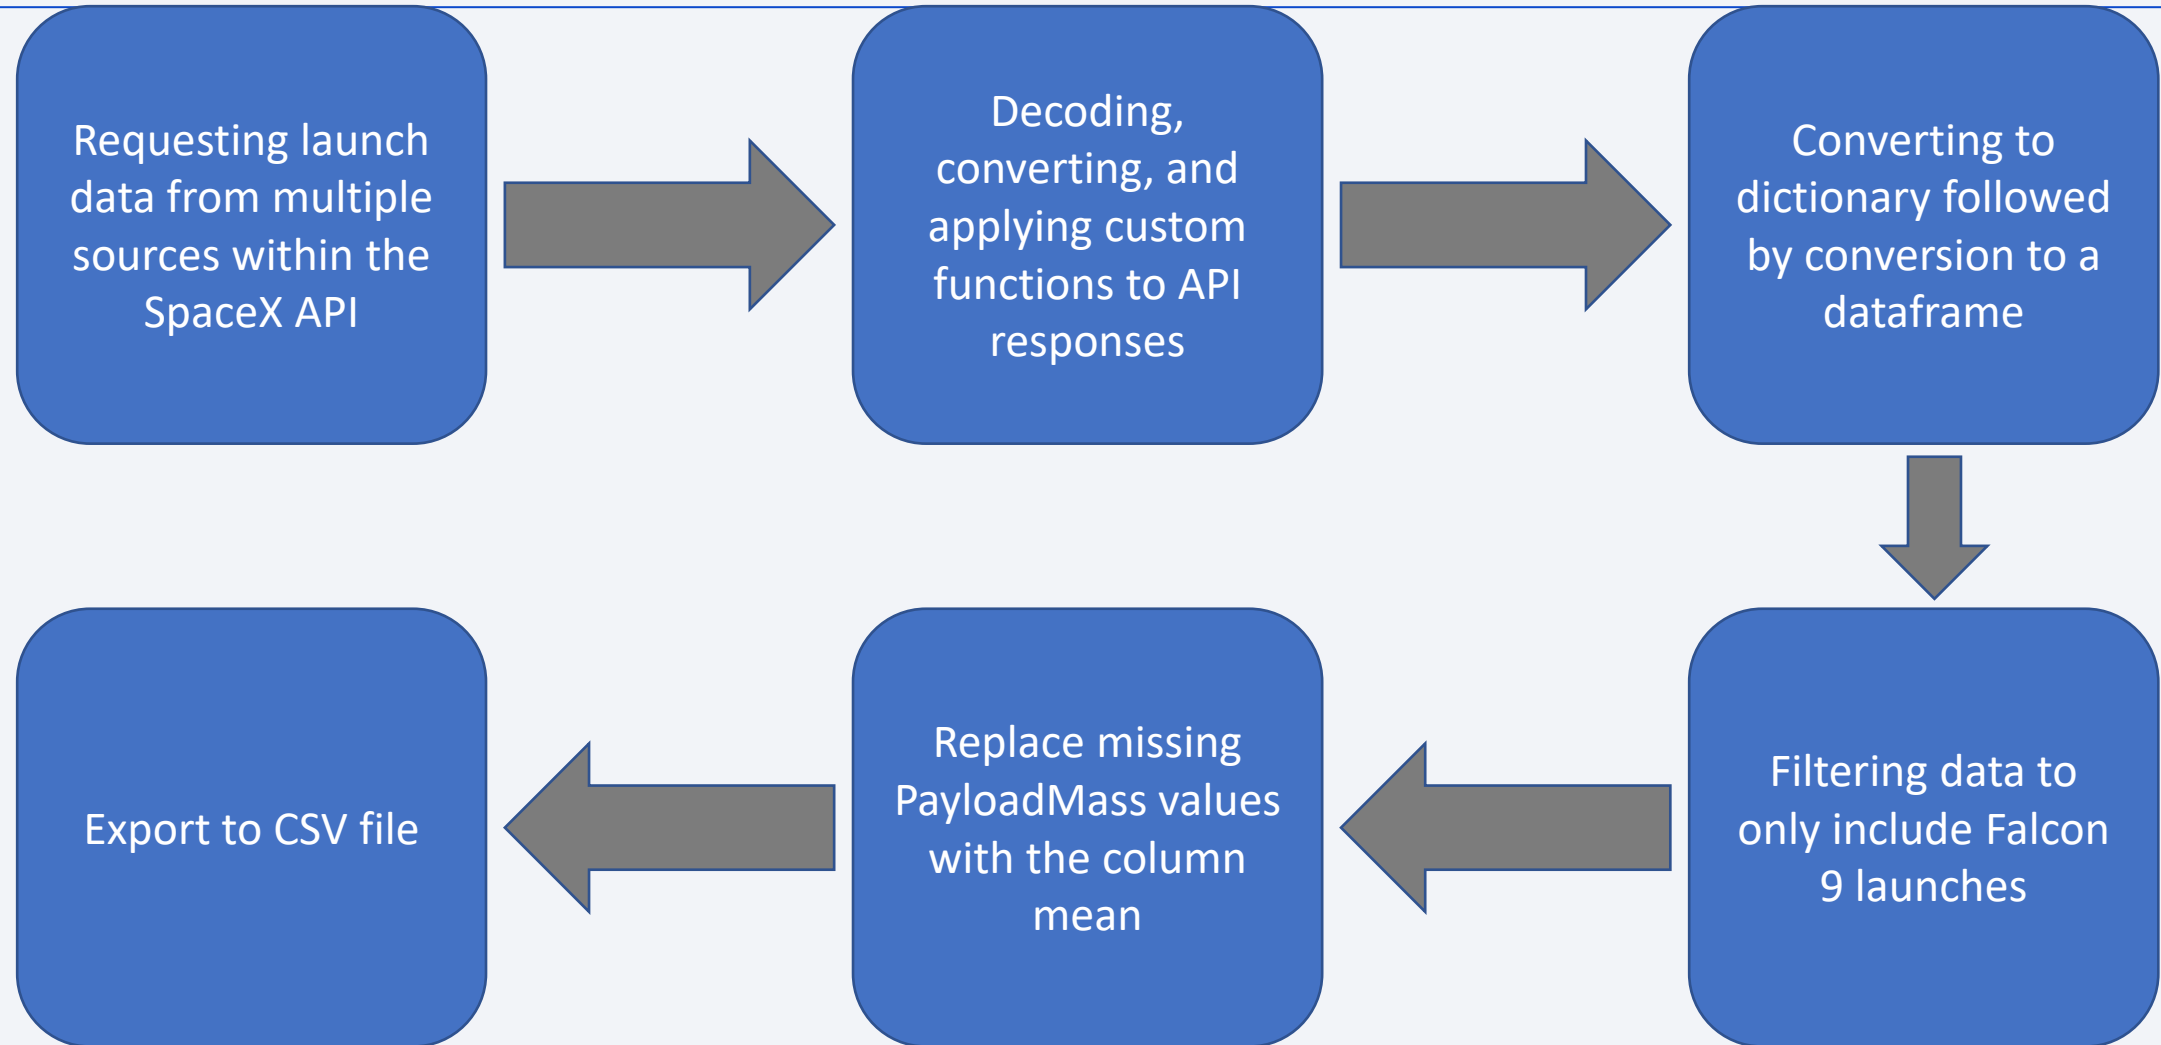 Requesting launch
data from multiple
sources within the
SpaceX API
Decoding,
converting, and
applying custom
functions to API
responses
Converting to
dictionary followed
by conversion to a
dataframe
Filtering data to
only include Falcon
9 launches
Replace missing
PayloadMass values
with the column
mean
Export to CSV file